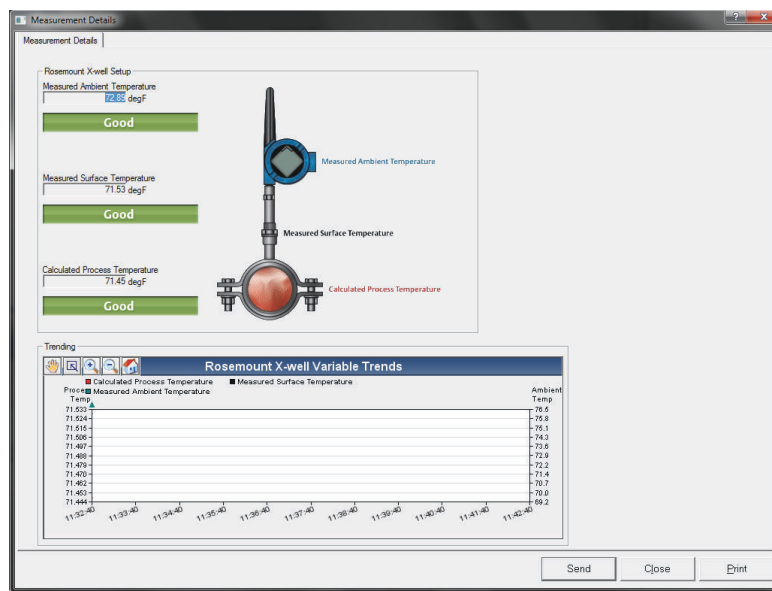 Measurement Details
Measurement Details
Rosemount X-well Setup
Measured Ambient Temperature
72.85 degF
Good
Measured Surface Temperature
71.53 degF
Good
Calculated Process Temperature
71.45 degF
Good
Measured Ambient Temperature
Measured Surface Temperature
Calculated Process Temperature
Trending
Rosemount X-well Variable Trends
Calculated Process Temperature
Measured Surface Temperature
Measured Ambient Temperature
Temp
Ambient
Temp
71.533
71.524
71.515
71.506
71.497
71.488
71.479
71.470
71.462
71.453
71.444
76.5
75.8
75.1
74.3
73.6
72.9
72.2
71.4
70.7
70.0
69.2
11:32:40
11:33:40
11:34:40
11:35:40
11:36:40
11:37:40
11:38:40
11:39:40
11:40:40
11:41:40
11:42:40
Send
Close
Print